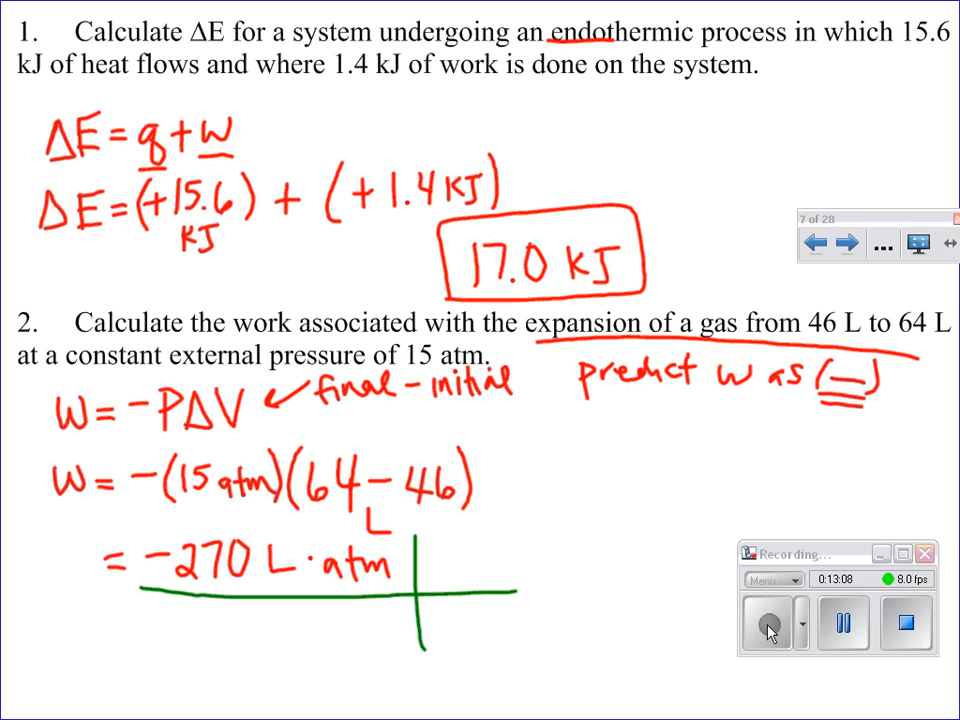 1. Calculate ΔE for a system undergoing an endothermic process in which 15.6
kJ of heat flows and where 1.4 kJ of work is done on the system.
ΔE = q + w
ΔE = (+15.6) + (+1.4 KJ)
KJ
17.0 KJ
7 of 28
...
2. Calculate the work associated with the expansion of a gas from 46 L to 64 L
at a constant external pressure of 15 atm.
predict w as (—)
W = -PΔV final - initial
W = -(15 atm)(64 - 46)
L
= -270 L · atm
Recording...
Menu 0:13:08 8.0 fps